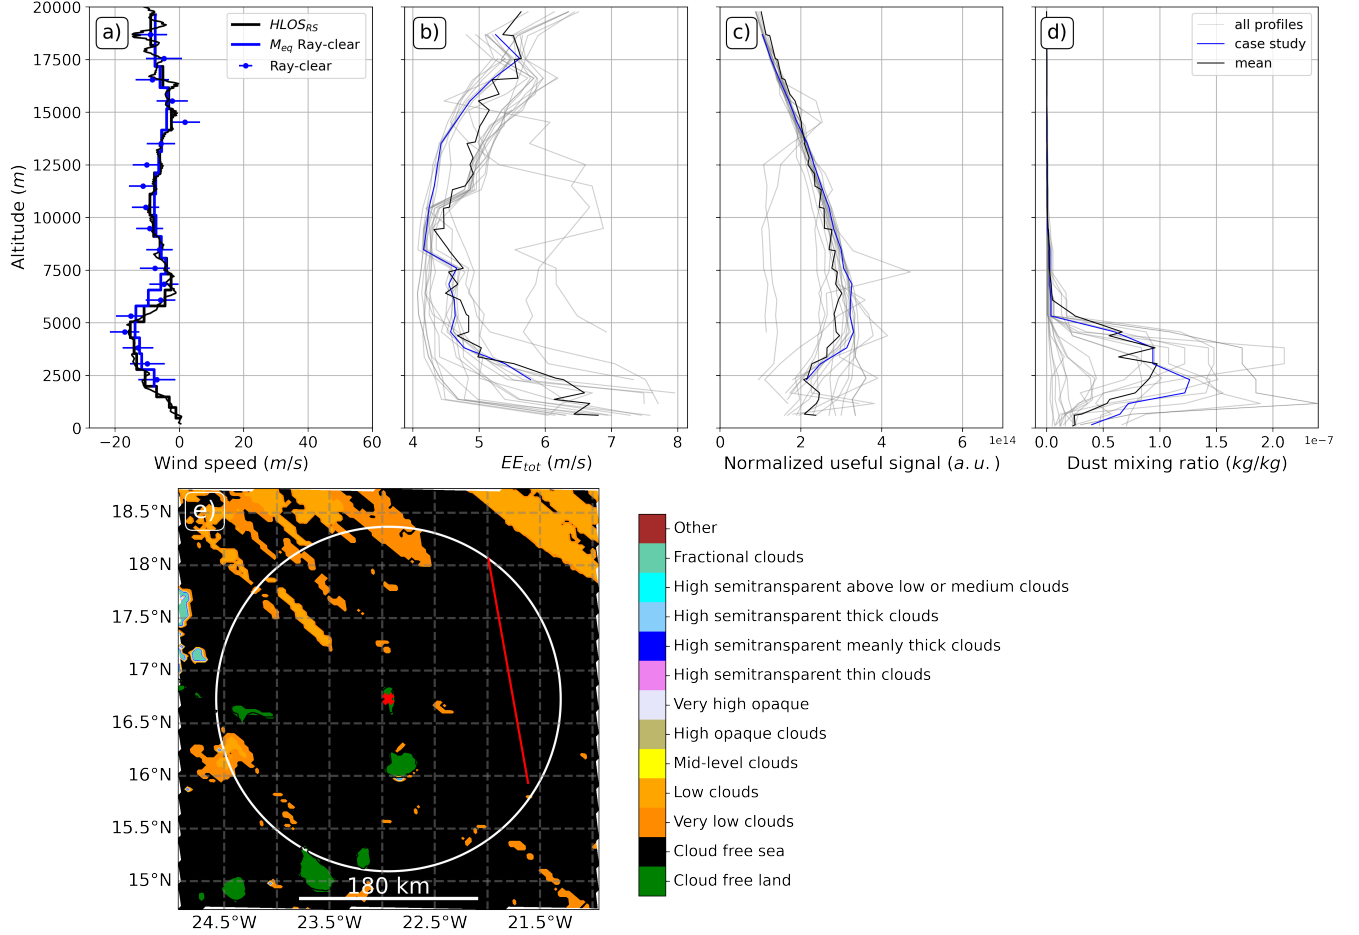 a)
HLOS_RS
M_eq Ray-clear
Ray-clear
b)
c)
d)
all profiles
case study
mean
20000
17500
15000
12500
10000
7500
5000
2500
0
Altitude (m)
−20 0 20 40 60
Wind speed (m/s)
4 5 6 7 8
EE_tot (m/s)
0 2 4 6 1e14
Normalized useful signal (a.u.)
0.0 0.5 1.0 1.5 2.0 1e−7
Dust mixing ratio (kg/kg)
e)
18.5°N
18°N
17.5°N
17°N
16.5°N
16°N
15.5°N
15°N
180 km
24.5°W 23.5°W 22.5°W 21.5°W
Other
Fractional clouds
High semitransparent above low or medium clouds
High semitransparent thick clouds
High semitransparent meanly thick clouds
High semitransparent thin clouds
Very high opaque
High opaque clouds
Mid-level clouds
Low clouds
Very low clouds
Cloud free sea
Cloud free land